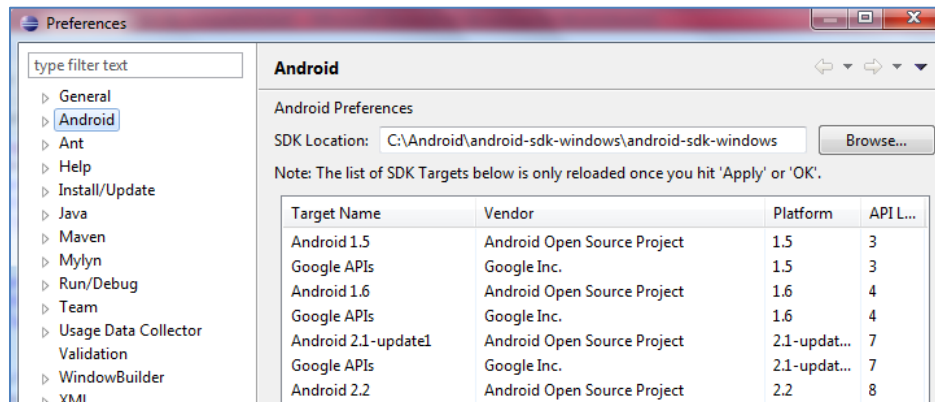 Preferences
type filter text
General
Android
Ant
Help
Install/Update
Java
Maven
Mylyn
Run/Debug
Team
Usage Data Collector
Validation
WindowBuilder
XML
Android
Android Preferences
SDK Location: C:\Android\android-sdk-windows\android-sdk-windows Browse...
Note: The list of SDK Targets below is only reloaded once you hit 'Apply' or 'OK'.
Target Name Vendor Platform API L...
Android 1.5 Android Open Source Project 1.5 3
Google APIs Google Inc. 1.5 3
Android 1.6 Android Open Source Project 1.6 4
Google APIs Google Inc. 1.6 4
Android 2.1-update1 Android Open Source Project 2.1-updat... 7
Google APIs Google Inc. 2.1-updat... 7
Android 2.2 Android Open Source Project 2.2 8